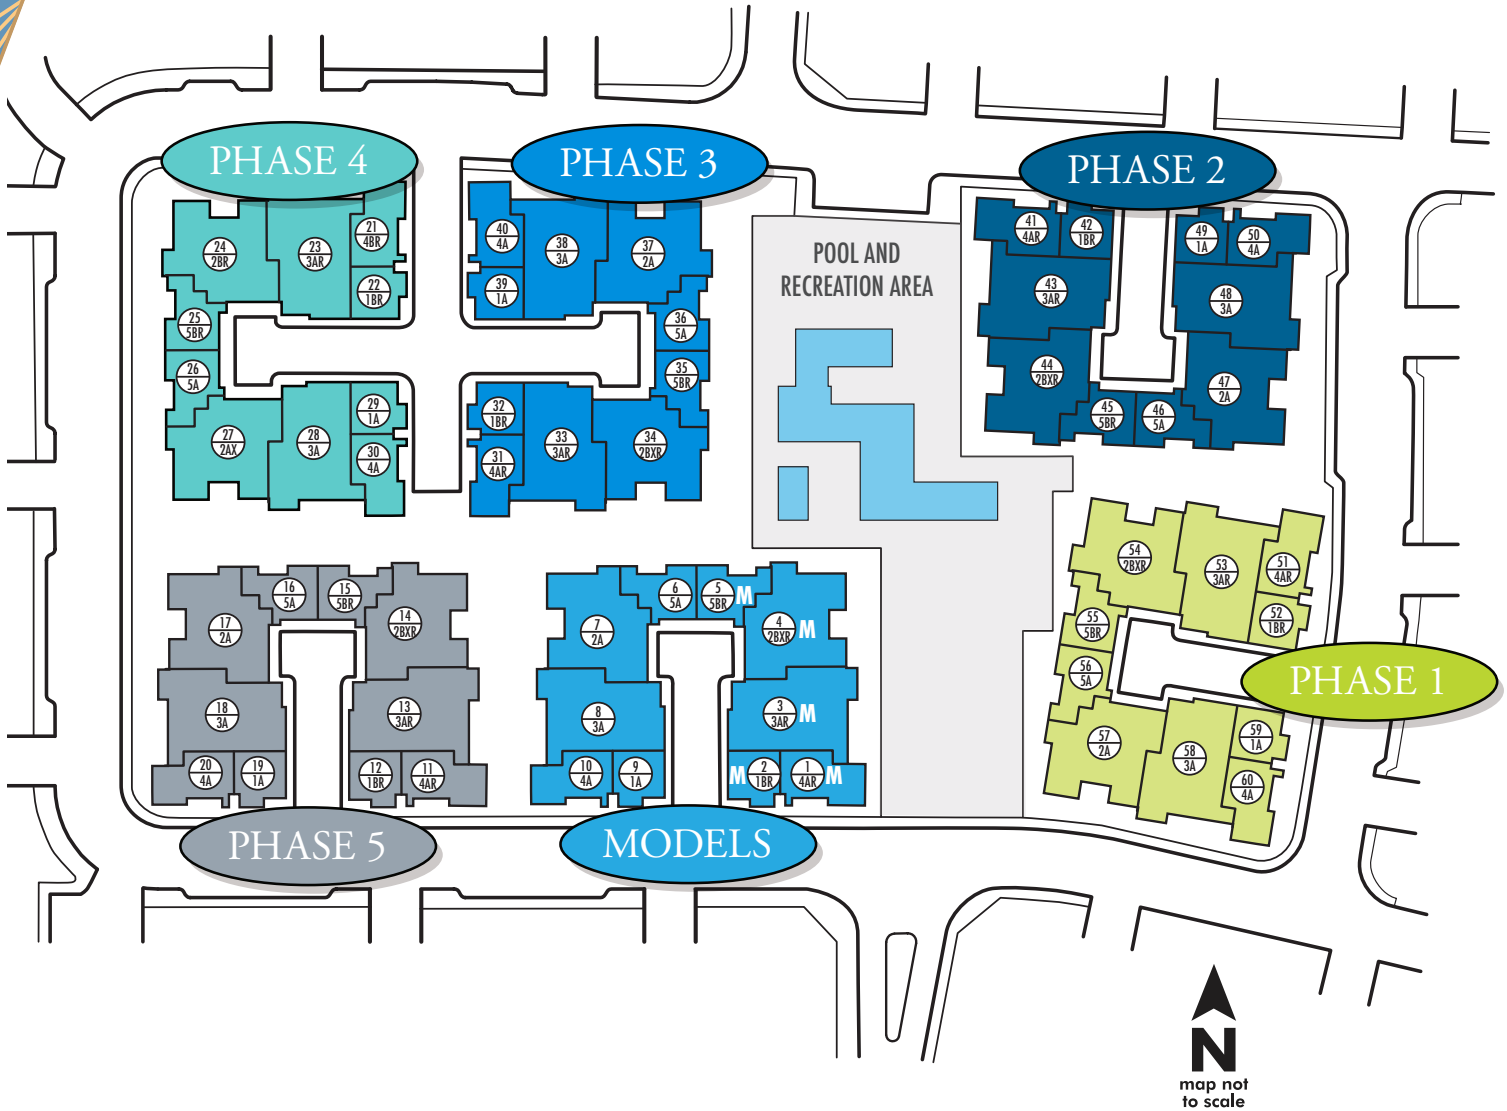 PHASE 4
PHASE 3
PHASE 2
24
2BR
23
3AR
21
4BR
22
1BR
25
5BR
26
5A
27
2AX
28
3A
29
1A
30
4A
40
4A
39
1A
38
3A
37
2A
36
5A
35
5BR
32
1BR
31
4AR
33
3AR
34
2BXR
POOL AND
RECREATION AREA
41
4AR
42
1BR
43
3AR
44
2BXR
45
5BR
46
5A
47
2A
48
3A
49
1A
50
4A
54
2BXR
53
3AR
51
4AR
52
1BR
55
5BR
56
5A
57
2A
58
3A
59
1A
60
4A
PHASE 1
16
5A
15
5BR
17
2A
14
2BXR
18
3A
13
3AR
20
4A
19
1A
12
1BR
11
4AR
PHASE 5
6
5A
5
5BR
M
7
2A
4
2BXR
M
8
3A
3
3AR
M
10
4A
9
1A
M
2
1BR
1
4AR
M
MODELS
N
map not
to scale